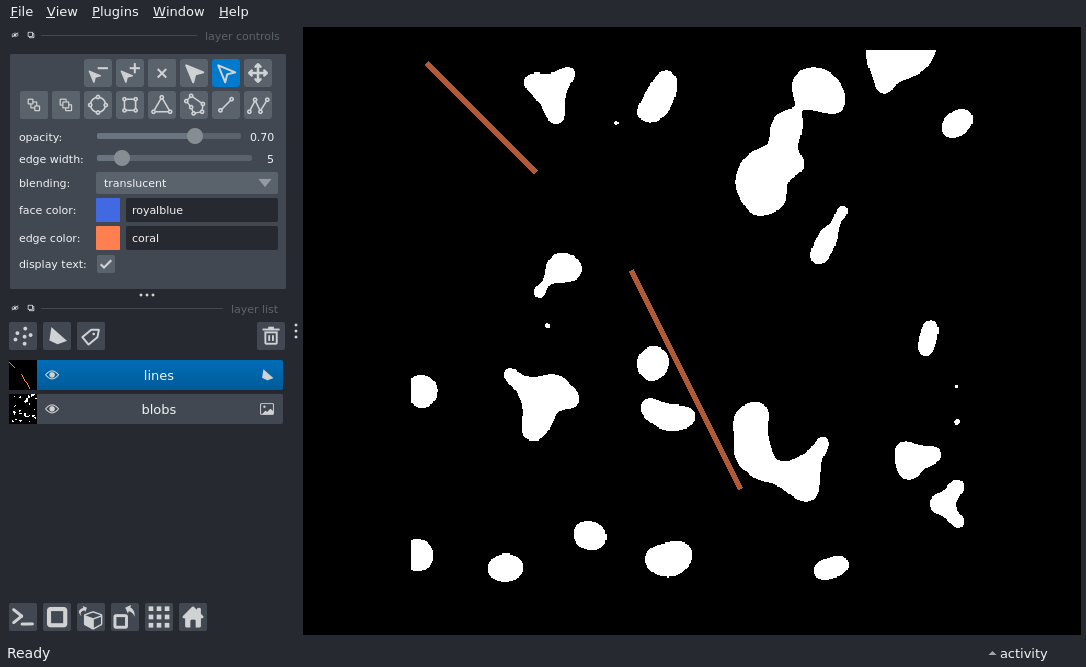 File View Plugins Window Help
layer controls
opacity: 0.70
edge width: 5
blending: translucent
face color: royalblue
edge color: coral
display text:
layer list
lines
blobs
Ready
activity